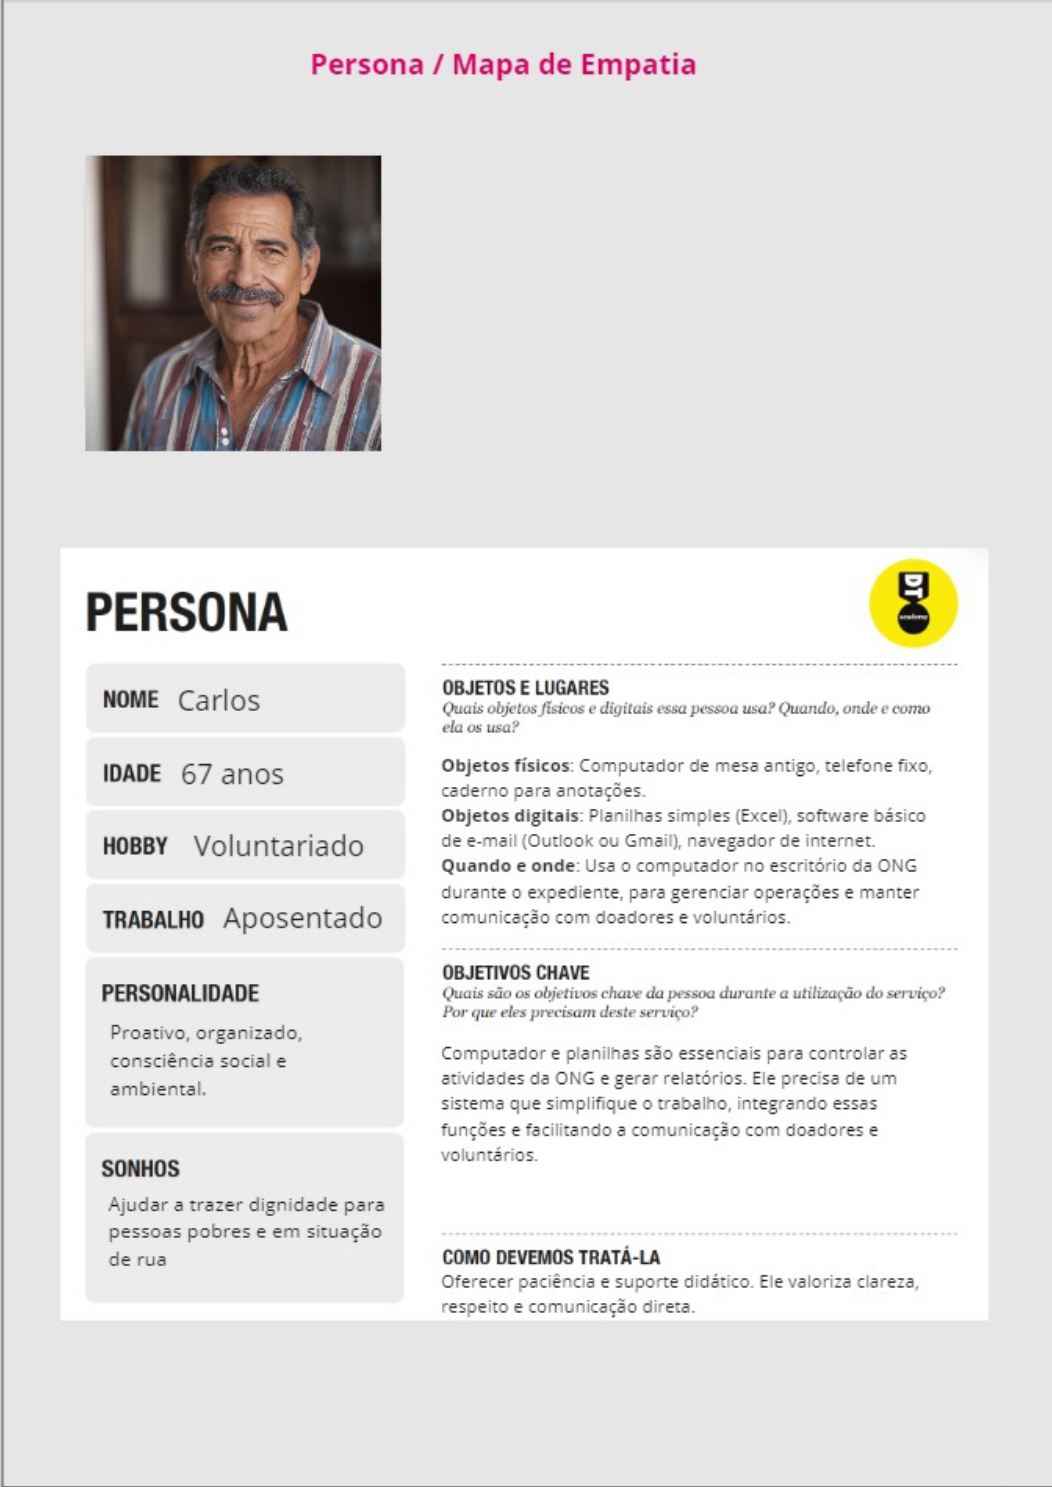 Persona / Mapa de Empatia
PERSONA
DT
academy
NOME Carlos
IDADE 67 anos
HOBBY Voluntariado
TRABALHO Aposentado
PERSONALIDADE
Proativo, organizado,
consciência social e
ambiental.
SONHOS
Ajudar a trazer dignidade para
pessoas pobres e em situação
de rua
OBJETOS E LUGARES
Quais objetos físicos e digitais essa pessoa usa? Quando, onde e como
ela os usa?
Objetos físicos: Computador de mesa antigo, telefone fixo,
caderno para anotações.
Objetos digitais: Planilhas simples (Excel), software básico
de e-mail (Outlook ou Gmail), navegador de internet.
Quando e onde: Usa o computador no escritório da ONG
durante o expediente, para gerenciar operações e manter
comunicação com doadores e voluntários.
OBJETIVOS CHAVE
Quais são os objetivos chave da pessoa durante a utilização do serviço?
Por que eles precisam deste serviço?
Computador e planilhas são essenciais para controlar as
atividades da ONG e gerar relatórios. Ele precisa de um
sistema que simplifique o trabalho, integrando essas
funções e facilitando a comunicação com doadores e
voluntários.
COMO DEVEMOS TRATÁ-LA
Oferecer paciência e suporte didático. Ele valoriza clareza,
respeito e comunicação direta.